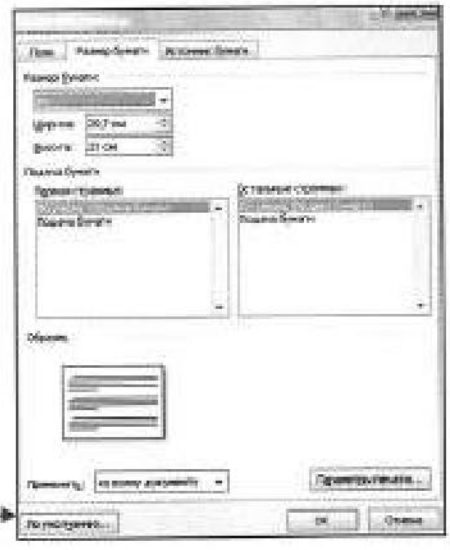 Поля Размер бумаги Источник бумаги
Размер бумаги:
Ширина: 29,7 см
Высота: 21 см
Подача бумаги
Первая страница: Остальные страницы:
Подача бумаги Подача бумаги
Образец
Применить: ко всему документу Параметры печати...
По умолчанию... ОК Отмена